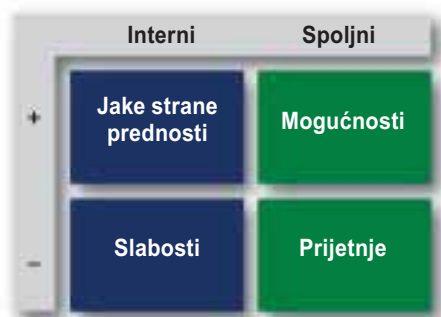 Interni Spoljni
+
Jake strane
prednosti
Mogućnosti
–
Slabosti
Prijetnje